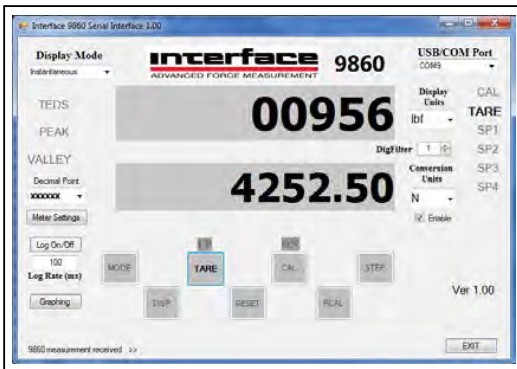 Interface 9860 Serial Interface 1.00
Display Mode
Instantaneous
interface
ADVANCED FORCE MEASUREMENT
9860
USB/COM Port
COM9
TEDS
PEAK
VALLEY
00956
Display Units
lbf
CAL
TARE
SP1
SP2
SP3
SP4
DigFilter 1
Decimal Point
xxxxxx
4252.50
Conversion Units
N
Enable
Meter Settings
Log On/Off
100
Log Rate (ms)
Graphing
MODE
TARE
CAL
STEP
DISP
RESET
RCAL
Ver 1.00
9860 measurement received >>
EXIT